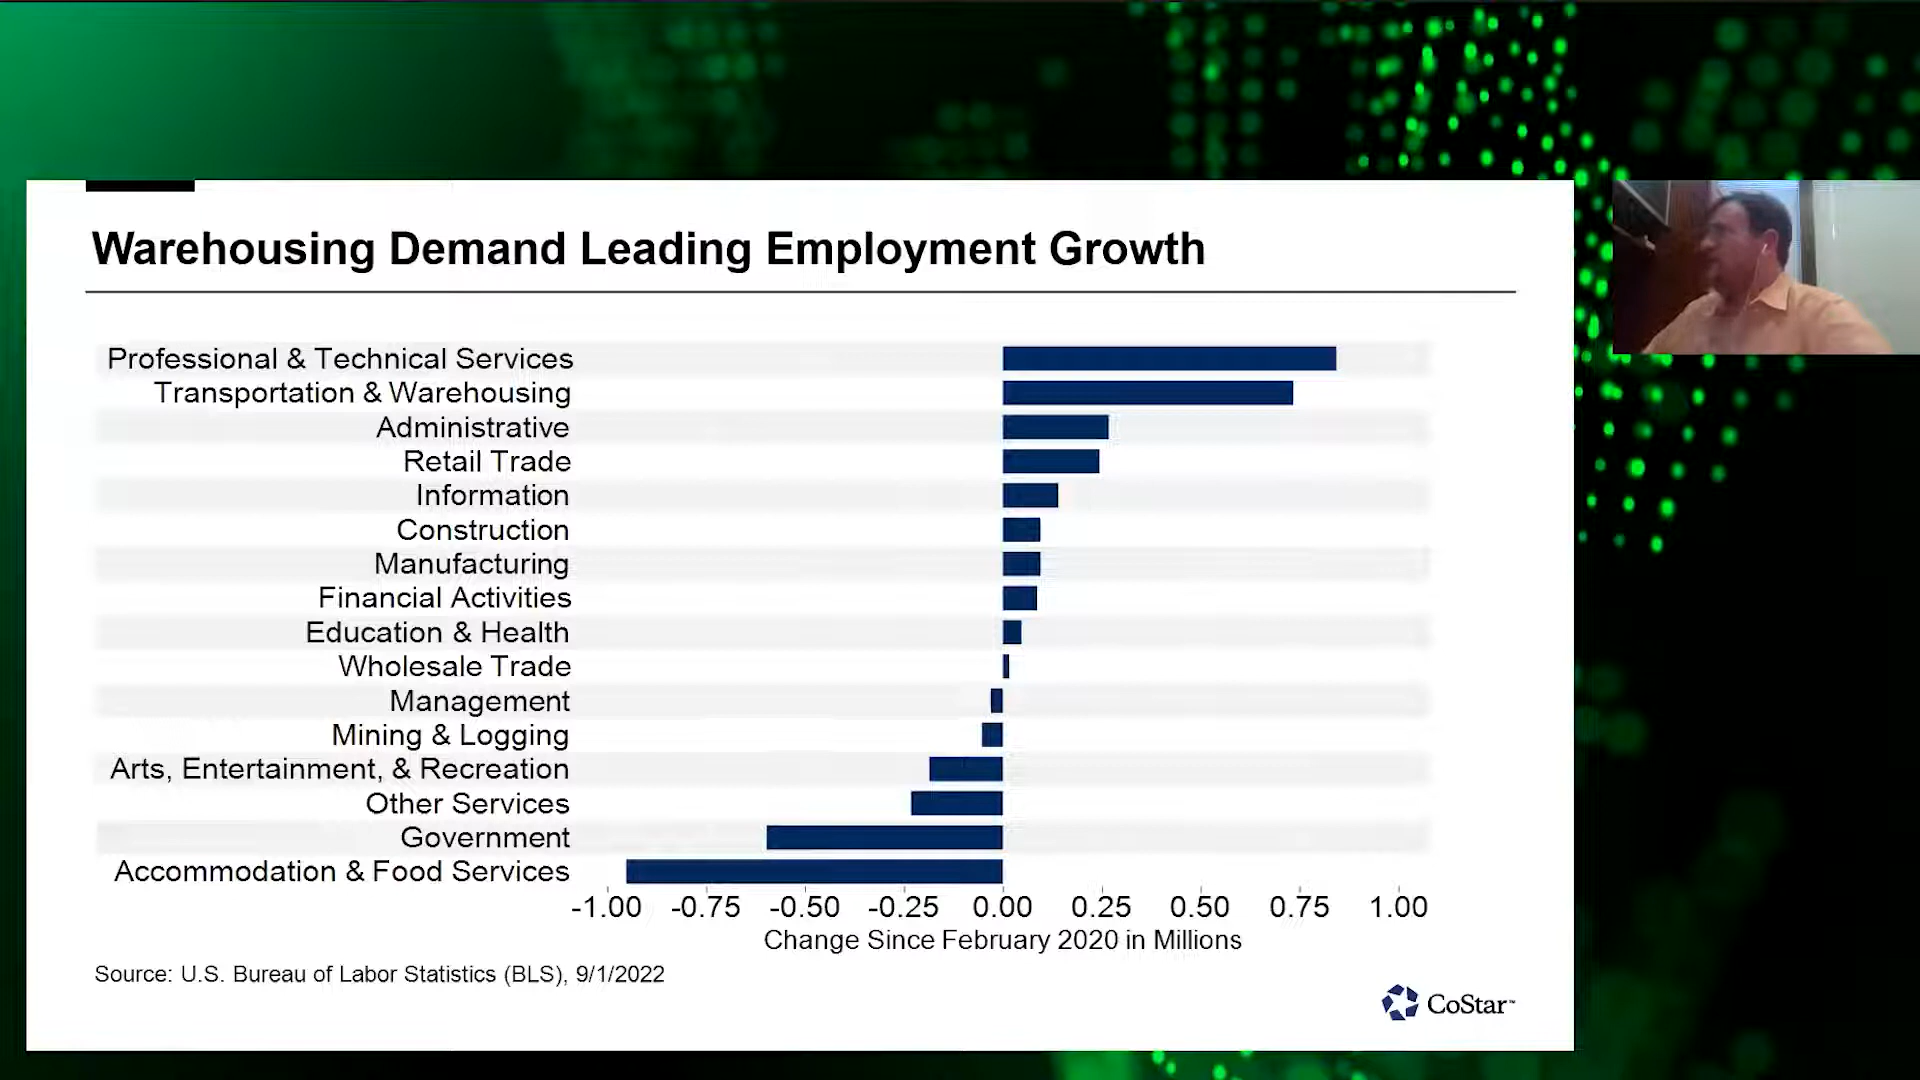 Warehousing Demand Leading Employment Growth
Professional & Technical Services
Transportation & Warehousing
Administrative
Retail Trade
Information
Construction
Manufacturing
Financial Activities
Education & Health
Wholesale Trade
Management
Mining & Logging
Arts, Entertainment, & Recreation
Other Services
Government
Accommodation & Food Services
-1.00 -0.75 -0.50 -0.25 0.00 0.25 0.50 0.75 1.00
Change Since February 2020 in Millions
Source: U.S. Bureau of Labor Statistics (BLS), 9/1/2022
CoStar™